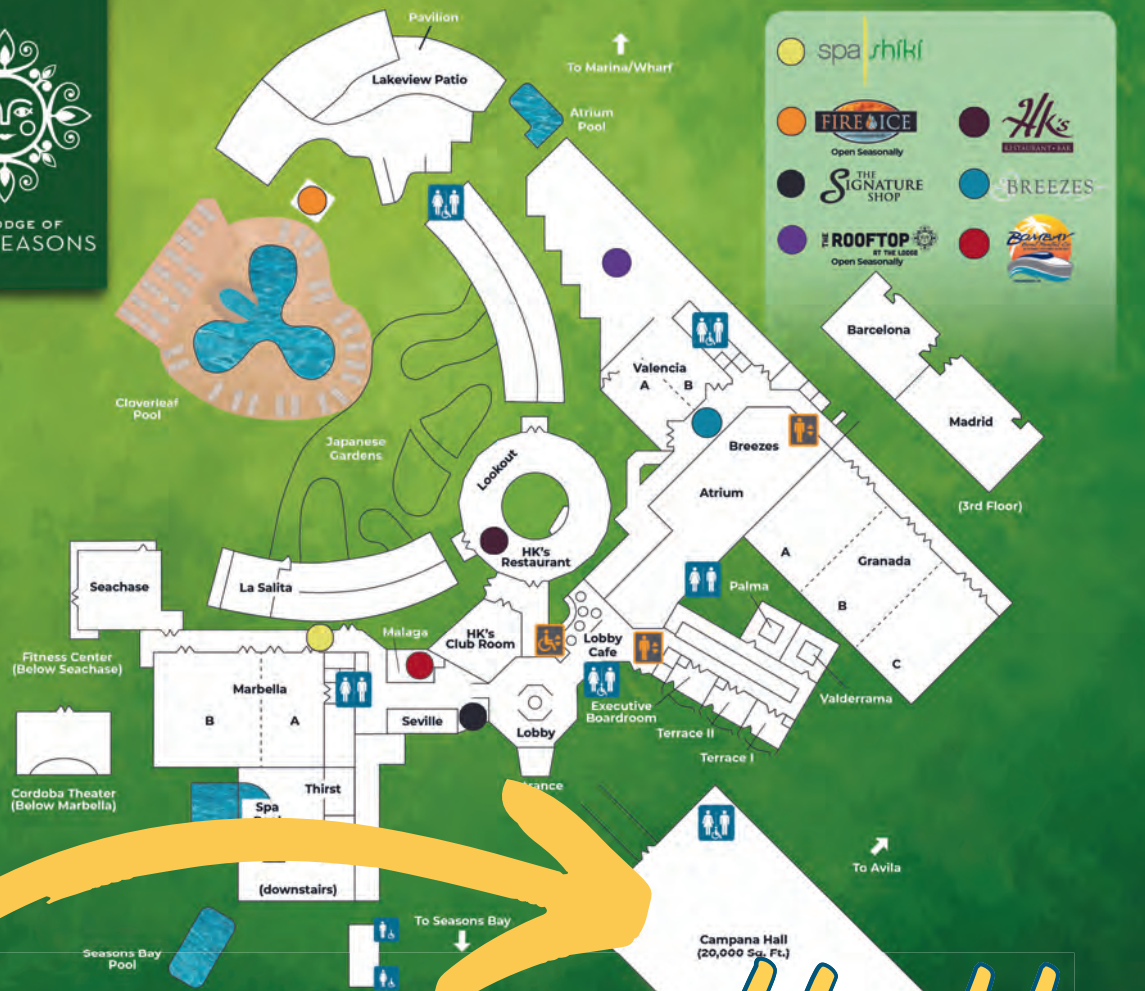 EASONS
Pavilion
Lakeview Patio
To Marina/Wharf
Atrium
Pool
spa shiki
FIRE & ICE
Open Seasonally
HK's
RESTAURANT • BAR
THE
SIGNATURE
SHOP
BREEZES
THE ROOFTOP
AT THE LODGE
Open Seasonally
BOMBAY
Cloverleaf
Pool
Japanese
Gardens
Valencia
A B
Barcelona
Madrid
(3rd Floor)
Breezes
Atrium
Lookout
HK's
Restaurant
A
Granada
B
C
Seachase
La Salita
Palma
Malaga
HK's
Club Room
Lobby
Cafe
Fitness Center
(Below Seachase)
Marbella
B A
Valderrama
Executive
Boardroom
Seville
Lobby
Terrace II
Terrace I
Cordoba Theater
(Below Marbella)
Thirst
Spa
(downstairs)
To Avila
To Seasons Bay
Seasons Bay
Pool
Campana Hall
(20,000 Sq. Ft.)